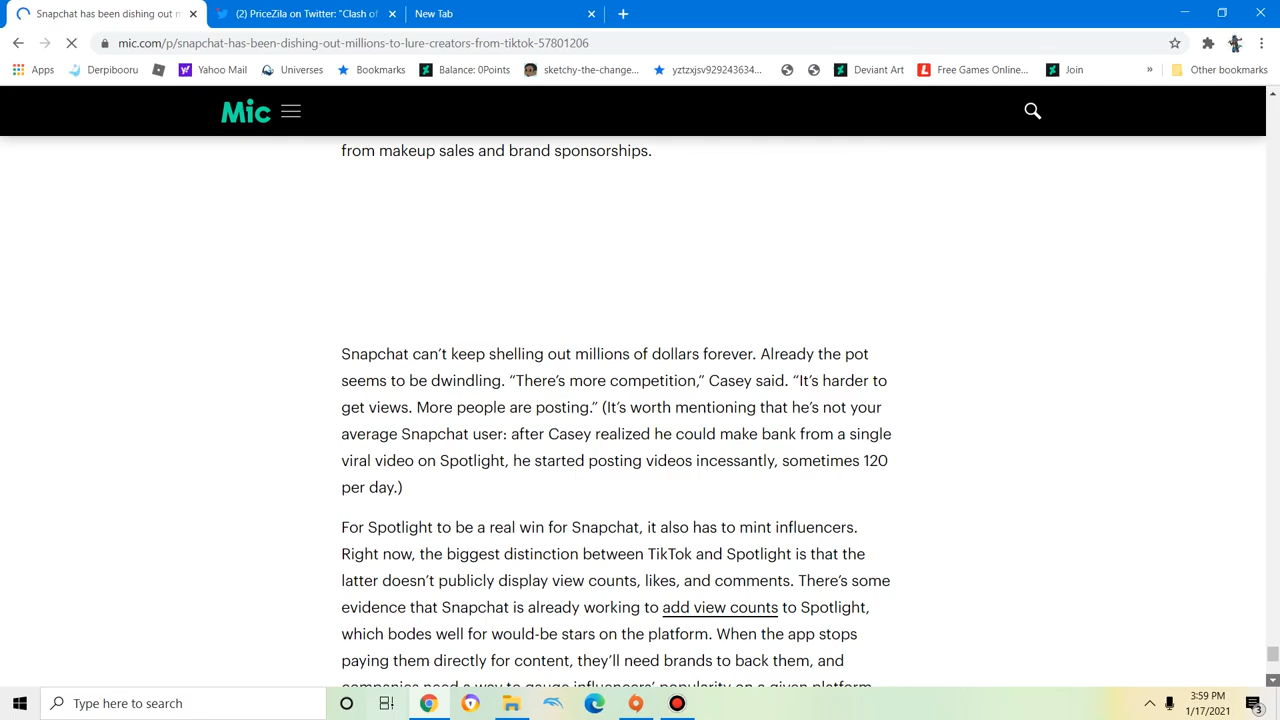 Snapchat has been dishing out m
(2) PriceZila on Twitter: "Clash of
New Tab
mic.com/p/snapchat-has-been-dishing-out-millions-to-lure-creators-from-tiktok-57801206
Apps
Derpibooru
Yahoo Mail
Universes
Bookmarks
Balance: 0Points
sketchy-the-change...
yztzxjsv929243634...
Deviant Art
Free Games Online...
Join
»
Other bookmarks
Mic
from makeup sales and brand sponsorships.
Snapchat can’t keep shelling out millions of dollars forever. Already the pot
seems to be dwindling. “There’s more competition,” Casey said. “It’s harder to
get views. More people are posting.” (It’s worth mentioning that he’s not your
average Snapchat user: after Casey realized he could make bank from a single
viral video on Spotlight, he started posting videos incessantly, sometimes 120
per day.)
For Spotlight to be a real win for Snapchat, it also has to mint influencers.
Right now, the biggest distinction between TikTok and Spotlight is that the
latter doesn’t publicly display view counts, likes, and comments. There’s some
evidence that Snapchat is already working to add view counts to Spotlight,
which bodes well for would-be stars on the platform. When the app stops
paying them directly for content, they’ll need brands to back them, and
companies need a way to gauge influencers’ popularity on a given platform
Type here to search
3:59 PM
1/17/2021
3